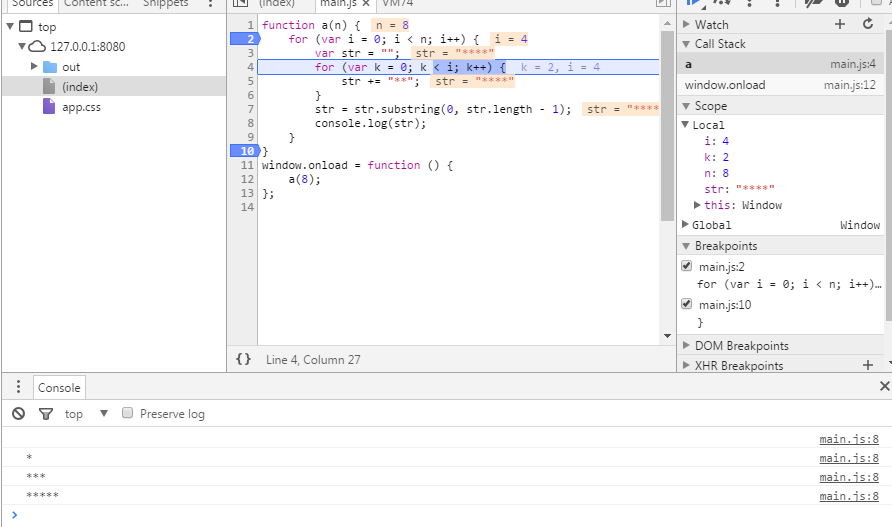 Sources Content sc... Snippets
top
127.0.0.1:8080
out
(index)
app.css
(index) main.js × VM74
1 function a(n) { n = 8
2 for (var i = 0; i < n; i++) { i = 4
3 var str = ""; str = "****"
4 for (var k = 0; k < i; k++) { k = 2, i = 4
5 str += "**"; str = "****"
6 }
7 str = str.substring(0, str.length - 1); str = "****
8 console.log(str);
9 }
10 }
11 window.onload = function () {
12 a(8);
13 };
14
{} Line 4, Column 27
Watch
Call Stack
a main.js:4
window.onload main.js:12
Scope
Local
i: 4
k: 2
n: 8
str: "****"
this: Window
Global Window
Breakpoints
main.js:2
for (var i = 0; i < n; i++)…
main.js:10
}
DOM Breakpoints
XHR Breakpoints
Console
top Preserve log
main.js:8
* main.js:8
*** main.js:8
***** main.js:8